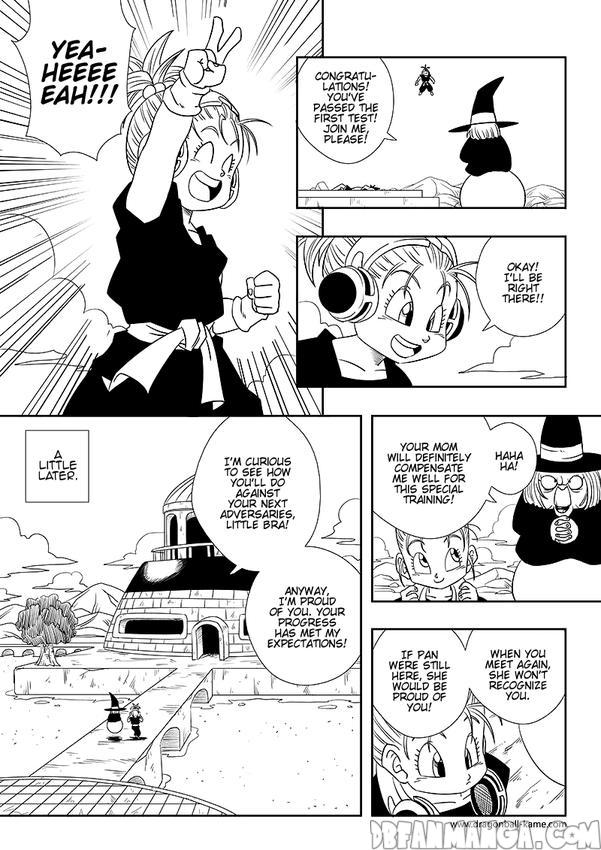 YEA-
HEEEE
EAH!!!
CONGRATU-
LATIONS!
YOU'VE
PASSED THE
FIRST TEST!
JOIN ME,
PLEASE!
OKAY!
I'LL BE
RIGHT
THERE!!
A
LITTLE
LATER.
I'M CURIOUS
TO SEE HOW
YOU'LL DO
AGAINST
YOUR NEXT
ADVERSARIES,
LITTLE BRA!
ANYWAY,
I'M PROUD
OF YOU. YOUR
PROGRESS
HAS MET MY
EXPECTATIONS!
YOUR MOM
WILL DEFINITELY
COMPENSATE
ME WELL FOR
THIS SPECIAL
TRAINING!
HAHA
HA!
IF PAN
WERE STILL
HERE, SHE
WOULD BE
PROUD OF
YOU!
WHEN YOU
MEET AGAIN,
SHE WON'T
RECOGNIZE
YOU.
www.dragonball-kame.com
DBFANMANGA.COM